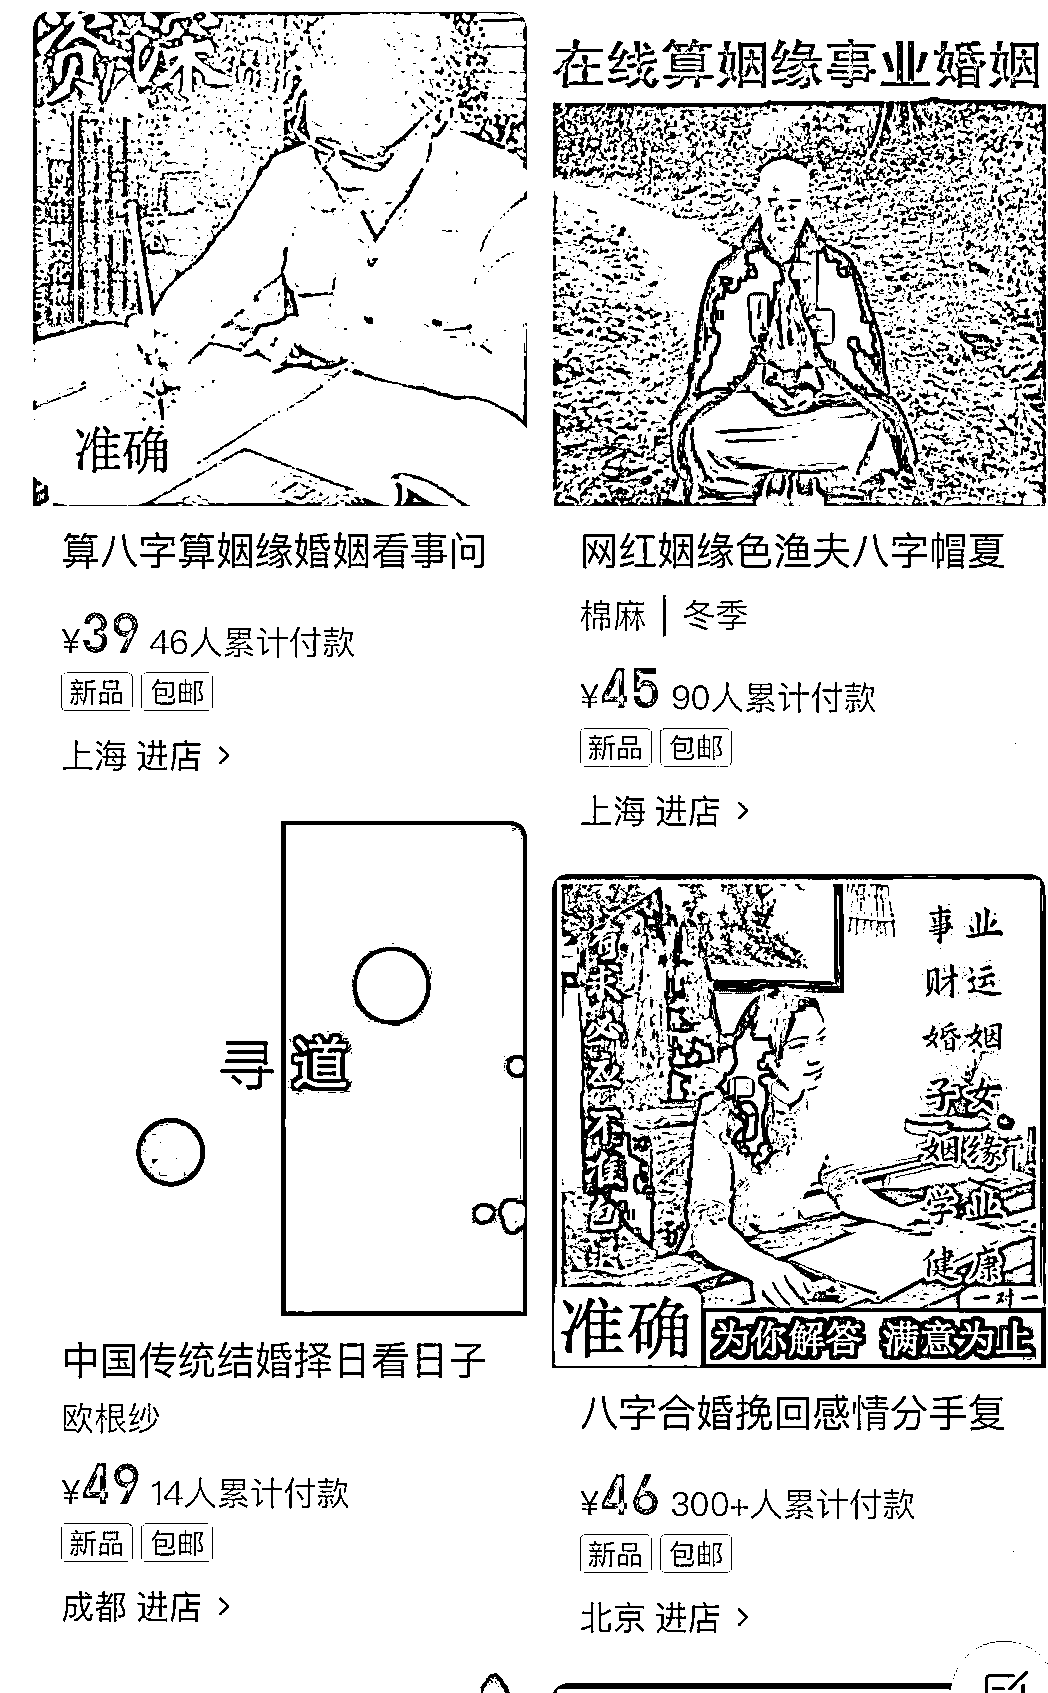 资深
准确
算八字算姻缘婚姻看事问
¥39 46人累计付款
新品 包邮
上海 进店 >
在线算姻缘事业婚姻
网红姻缘色渔夫八字帽夏
棉麻 | 冬季
¥45 90人累计付款
新品 包邮
上海 进店 >
寻道
中国传统结婚择日看日子
欧根纱
¥49 14人累计付款
新品 包邮
成都 进店 >
有求必应不准包退
事业
财运
婚姻
子女
姻缘
学业
健康
一对一
准确
为你解答 满意为止
八字合婚挽回感情分手复
¥46 300+人累计付款
新品 包邮
北京 进店 >